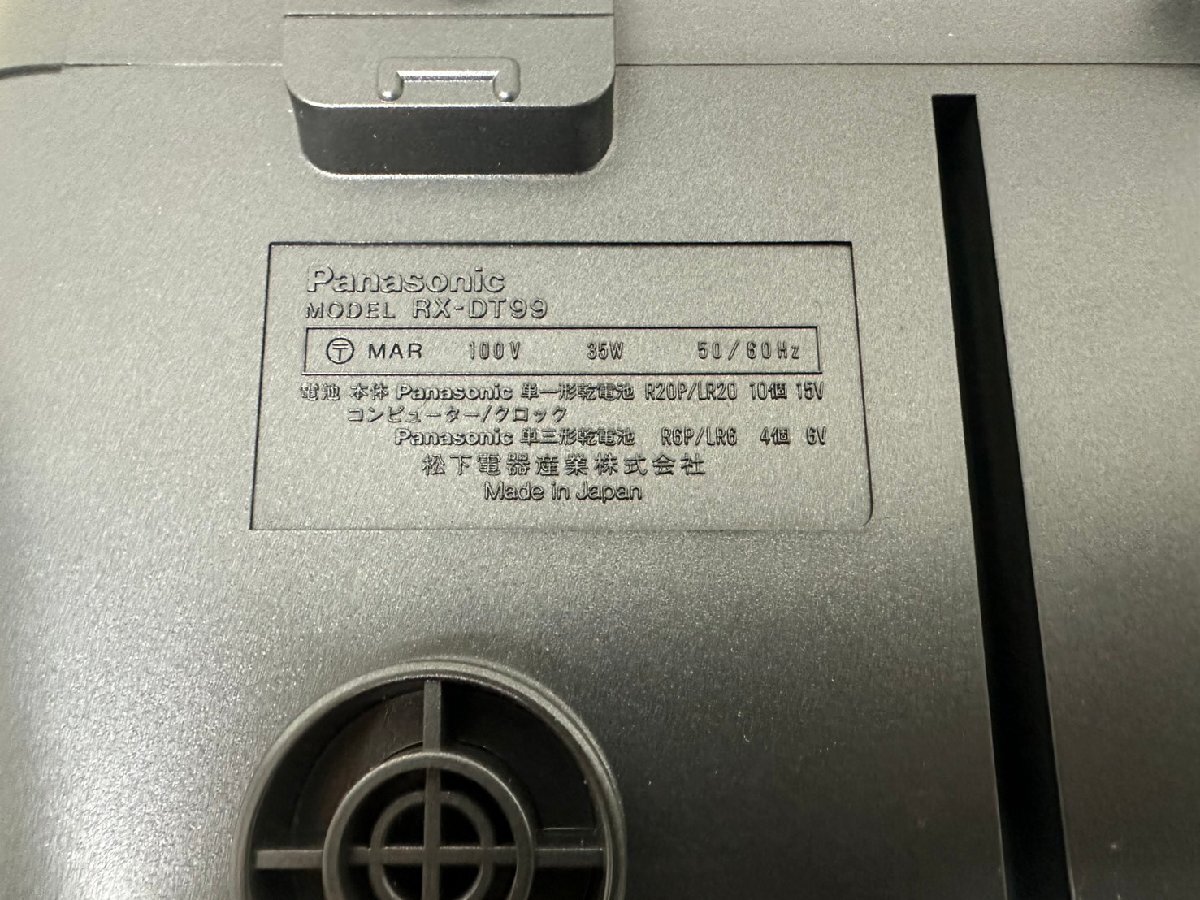 Panasonic
MODEL RX-DT99
〒 MAR 100V 35W 50/60Hz
電池 本体 Panasonic 単一形乾電池 R20P/LR20 10個 15V
コンピューター/クロック
Panasonic 単三形乾電池 R6P/LR6 4個 6V
松下電器産業株式会社
Made in Japan